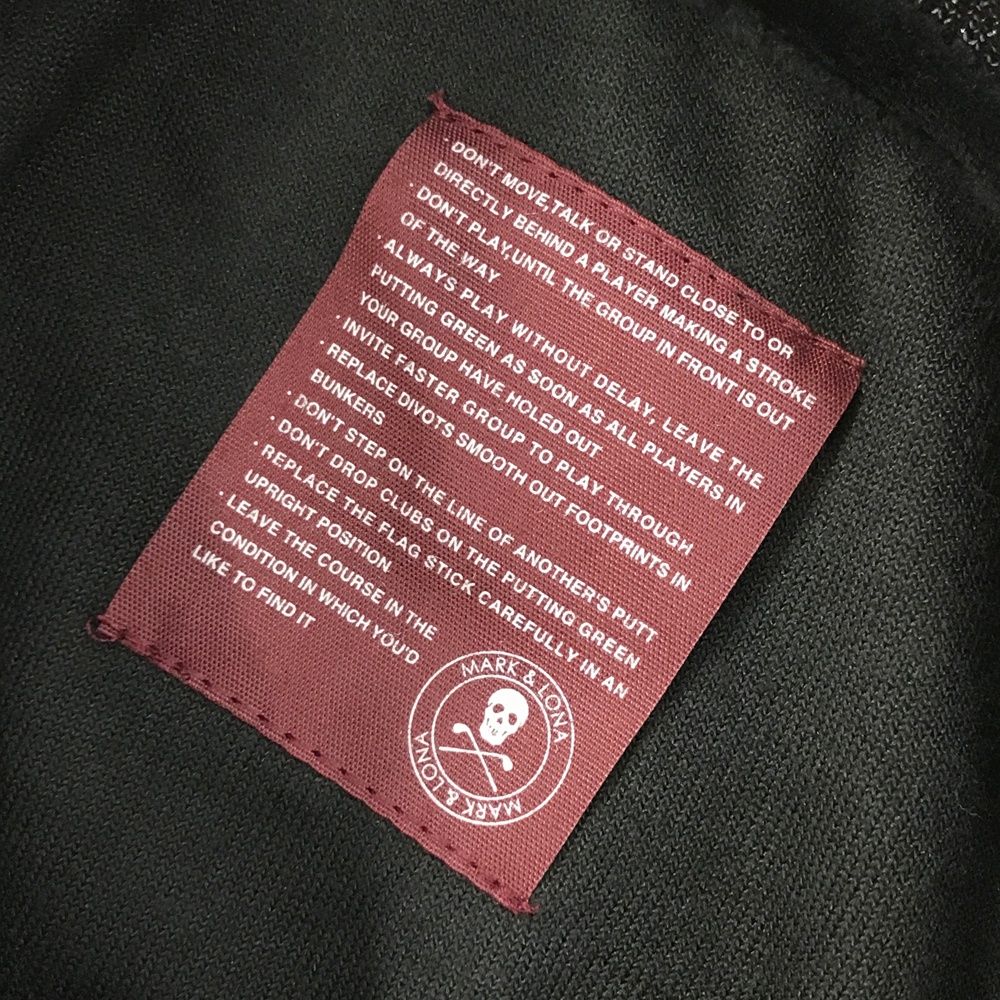 · DON'T MOVE,TALK OR STAND CLOSE TO OR
DIRECTLY BEHIND A PLAYER MAKING A STROKE
· DON'T PLAY,UNTIL THE GROUP IN FRONT IS OUT
OF THE WAY
· ALWAYS PLAY WITHOUT DELAY, LEAVE THE
PUTTING GREEN AS SOON AS ALL PLAYERS IN
YOUR GROUP HAVE HOLED OUT
· INVITE FASTER GROUP TO PLAY THROUGH
· REPLACE DIVOTS SMOOTH OUT FOOTPRINTS IN
BUNKERS
· DON'T STEP ON THE LINE OF ANOTHER'S PUTT
· DON'T DROP CLUBS ON THE PUTTING GREEN
· REPLACE THE FLAG STICK CAREFULLY IN AN
UPRIGHT POSITION
· LEAVE THE COURSE IN THE
CONDITION IN WHICH YOU'D
LIKE TO FIND IT
MARK & LONA
MARK & LONA